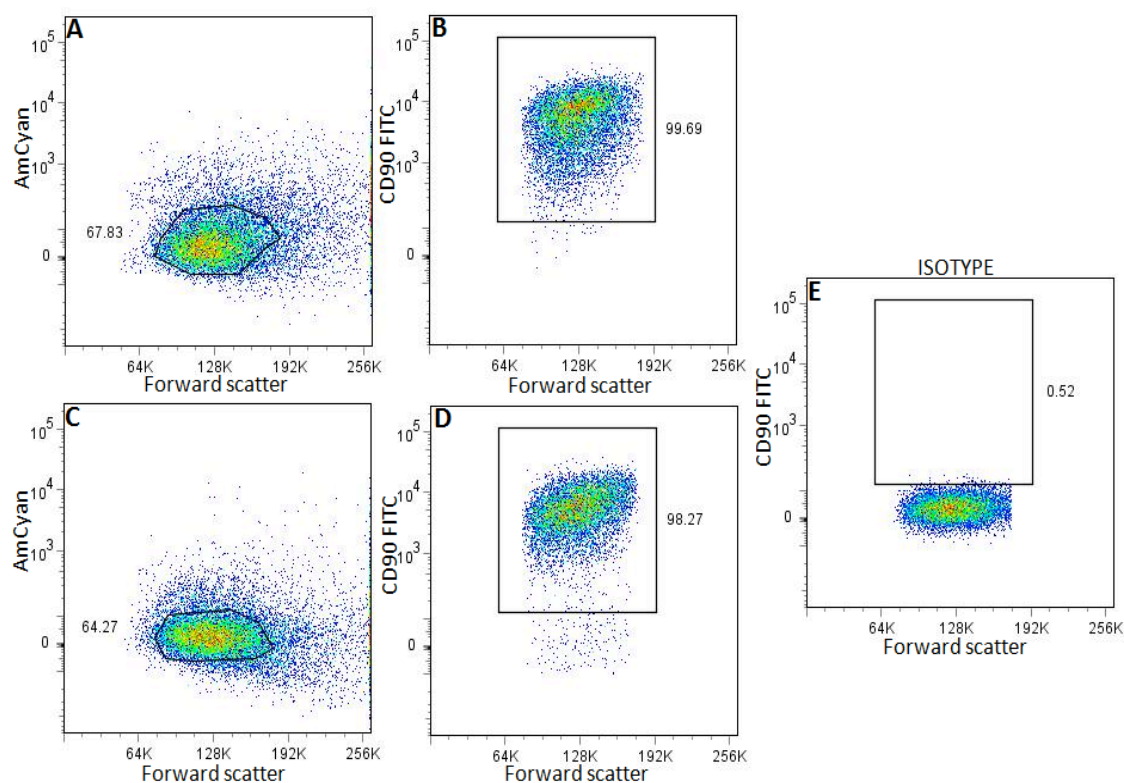 A
10^5
10^4
10^3
0
AmCyan
67.83
64K 128K 192K 256K
Forward scatter
B
10^5
10^4
10^3
0
CD90 FITC
99.69
64K 128K 192K 256K
Forward scatter
C
10^5
10^4
10^3
0
AmCyan
64.27
64K 128K 192K 256K
Forward scatter
D
10^5
10^4
10^3
0
CD90 FITC
98.27
64K 128K 192K 256K
Forward scatter
ISOTYPE
E
10^5
10^4
10^3
0
CD90 FITC
0.52
64K 128K 192K 256K
Forward scatter